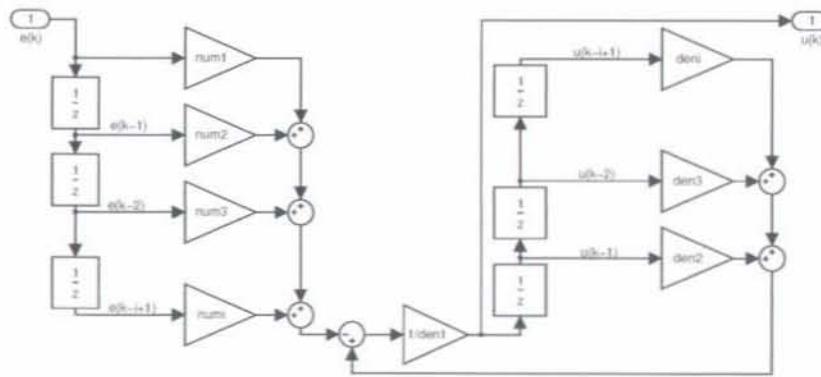 1
e(k)
num1
1
z
e(k-1)
num2
1
z
e(k-2)
num3
1
z
e(k-i+1)
numi
1/den1
1
u(k)
u(k-i+1)
deni
1
z
u(k-2)
den3
1
z
u(k-1)
den2
1
z